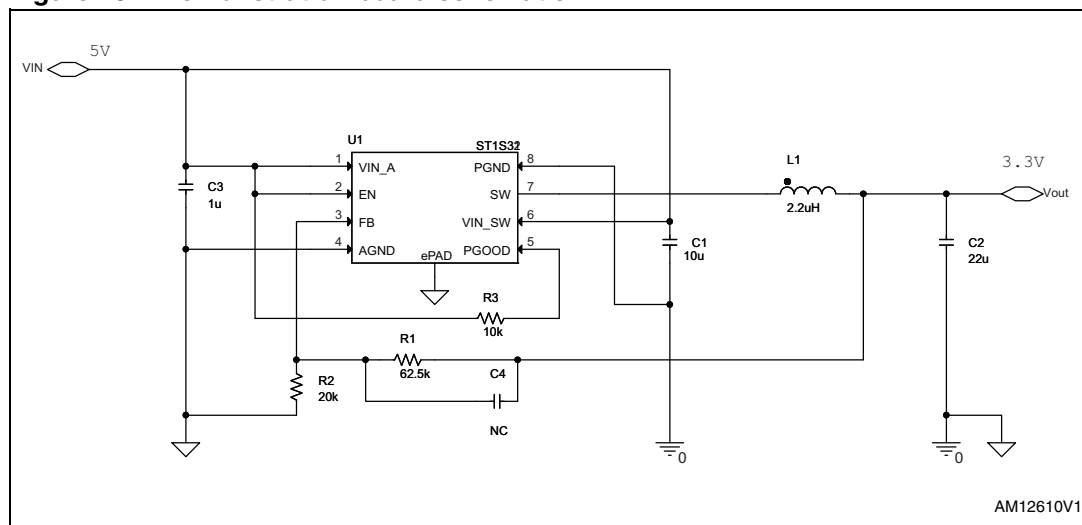 5V
VIN
U1
ST1S32
1 VIN_A PGND 8
2 EN SW 7
3 FB VIN_SW 6
4 AGND PGOOD 5
ePAD
C3
1u
L1
2.2uH
3.3V
Vout
C1
10u
C2
22u
R3
10k
R1
62.5k
C4
NC
R2
20k
0
0
AM12610V1